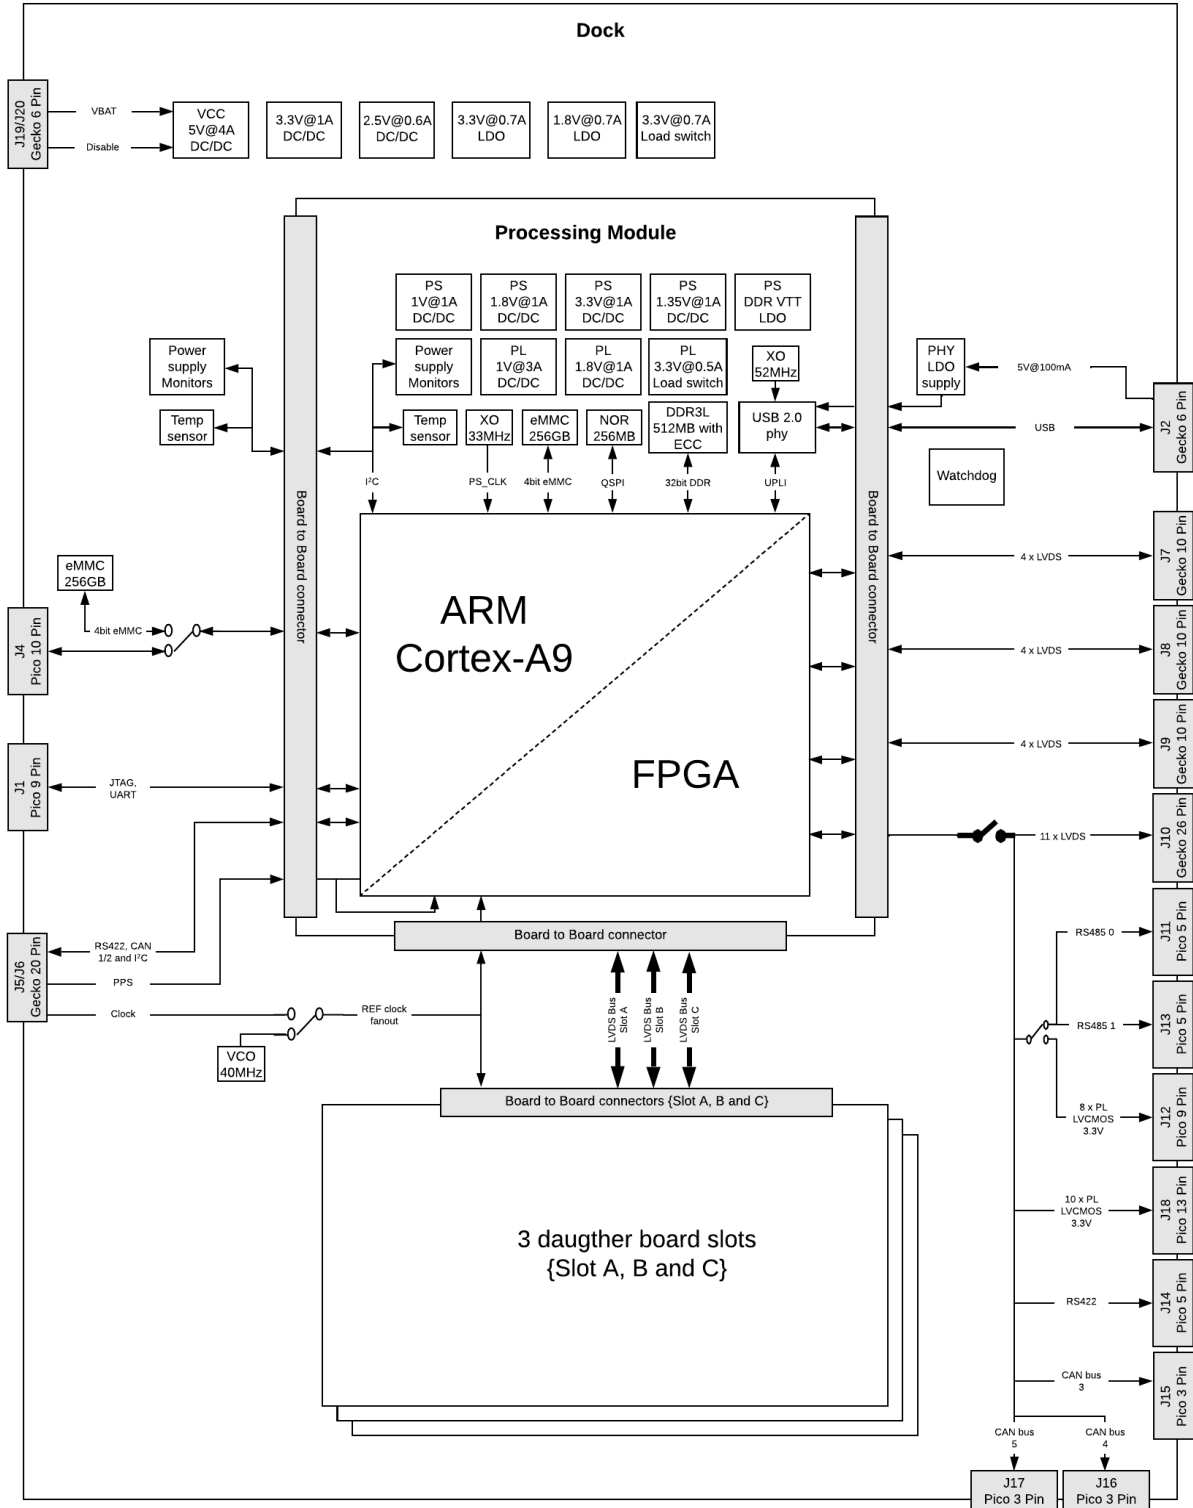 Dock
J19/J20
Gecko 6 Pin
VBAT
Disable
VCC
5V@4A
DC/DC
3.3V@1A
DC/DC
2.5V@0.6A
DC/DC
3.3V@0.7A
LDO
1.8V@0.7A
LDO
3.3V@0.7A
Load switch
Processing Module
PS
1V@1A
DC/DC
PS
1.8V@1A
DC/DC
PS
3.3V@1A
DC/DC
PS
1.35V@1A
DC/DC
PS
DDR VTT
LDO
Power
supply
Monitors
Power
supply
Monitors
PL
1V@3A
DC/DC
PL
1.8V@1A
DC/DC
PL
3.3V@0.5A
Load switch
XO
52MHz
PHY
LDO
supply
5V@100mA
Temp
sensor
Temp
sensor
XO
33MHz
eMMC
256GB
NOR
256MB
DDR3L
512MB with
ECC
USB 2.0
phy
USB
J2
Gecko 6 Pin
Watchdog
I²C
PS_CLK
4bit eMMC
QSPI
32bit DDR
UPLI
Board to Board connector
Board to Board connector
ARM
Cortex-A9
FPGA
eMMC
256GB
4bit eMMC
J4
Pico 10 Pin
4 x LVDS
J7
Gecko 10 Pin
4 x LVDS
J8
Gecko 10 Pin
4 x LVDS
J9
Gecko 10 Pin
J1
Pico 9 Pin
JTAG,
UART
11 x LVDS
J10
Gecko 26 Pin
J5/J6
Gecko 20 Pin
RS422, CAN
1/2 and I²C
PPS
Clock
VCO
40MHz
REF clock
fanout
Board to Board connector
LVDS Bus
Slot A
LVDS Bus
Slot B
LVDS Bus
Slot C
Board to Board connectors {Slot A, B and C}
3 daugther board slots
{Slot A, B and C}
RS485 0
J11
Pico 5 Pin
RS485 1
J13
Pico 5 Pin
8 x PL
LVCMOS
3.3V
J12
Pico 9 Pin
10 x PL
LVCMOS
3.3V
J18
Pico 13 Pin
RS422
J14
Pico 5 Pin
CAN bus
3
J15
Pico 3 Pin
CAN bus
5
CAN bus
4
J17
Pico 3 Pin
J16
Pico 3 Pin